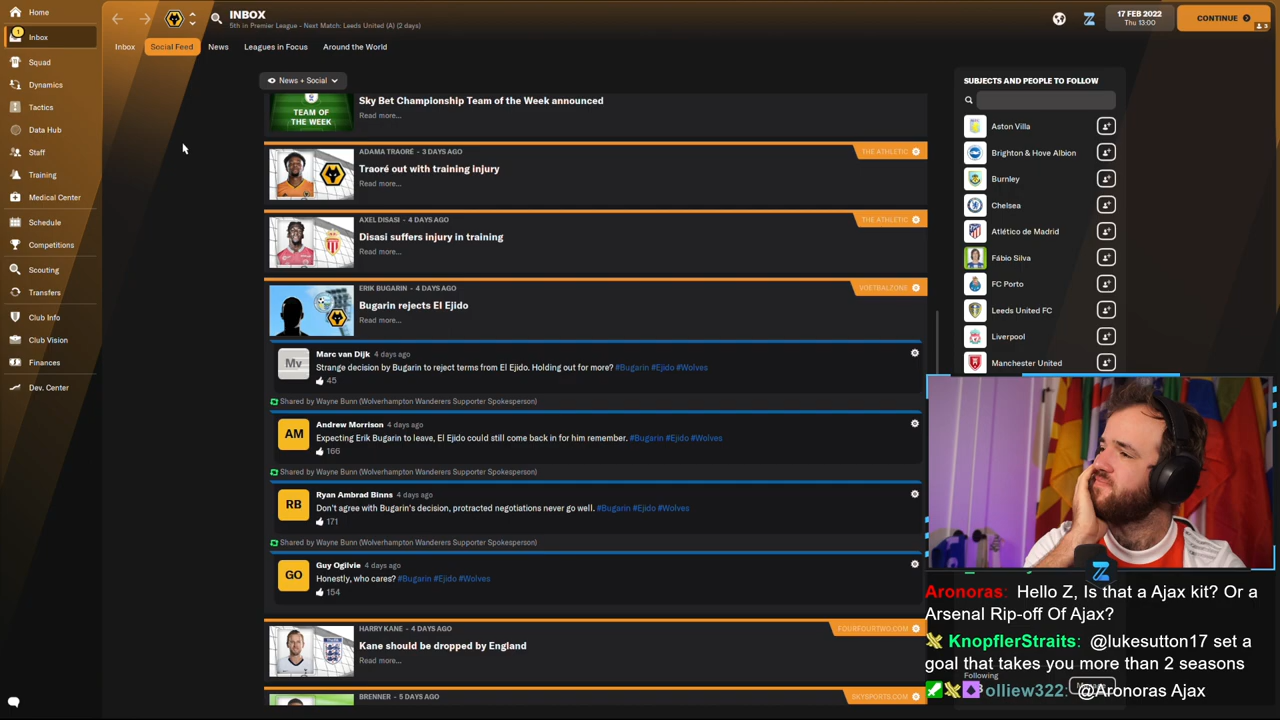 Home
Inbox
1
Squad
Dynamics
Tactics
Data Hub
Staff
Training
Medical Center
Schedule
Competitions
Scouting
Transfers
Club Info
Club Vision
Finances
Dev. Center
INBOX
5th in Premier League - Next Match: Leeds United (A) (2 days)
17 FEB 2022
Thu 13:00
CONTINUE
3
Inbox
Social Feed
News
Leagues in Focus
Around the World
News + Social
TEAM OF
THE WEEK
Sky Bet Championship Team of the Week announced
Read more...
ADAMA TRAORÉ - 3 DAYS AGO
THE ATHLETIC
Traoré out with training injury
Read more...
AXEL DISASI - 4 DAYS AGO
THE ATHLETIC
Disasi suffers injury in training
Read more...
ERIK BUGARIN - 4 DAYS AGO
VOETBALZONE
Bugarin rejects El Ejido
Read more...
Mv
Marc van Dijk 4 days ago
Strange decision by Bugarin to reject terms from El Ejido. Holding out for more? #Bugarin #Ejido #Wolves
45
Shared by Wayne Bunn (Wolverhampton Wanderers Supporter Spokesperson)
AM
Andrew Morrison 4 days ago
Expecting Erik Bugarin to leave, El Ejido could still come back in for him remember. #Bugarin #Ejido #Wolves
166
Shared by Wayne Bunn (Wolverhampton Wanderers Supporter Spokesperson)
RB
Ryan Ambrad Binns 4 days ago
Don't agree with Bugarin's decision, protracted negotiations never go well. #Bugarin #Ejido #Wolves
171
Shared by Wayne Bunn (Wolverhampton Wanderers Supporter Spokesperson)
GO
Guy Ogilvie 4 days ago
Honestly, who cares? #Bugarin #Ejido #Wolves
154
HARRY KANE - 4 DAYS AGO
FOURFOURTWO.COM
Kane should be dropped by England
Read more...
BRENNER - 5 DAYS AGO
SKYSPORTS.COM
SUBJECTS AND PEOPLE TO FOLLOW
Aston Villa
Brighton & Hove Albion
Burnley
Chelsea
Atlético de Madrid
Fábio Silva
FC Porto
Leeds United FC
Liverpool
Manchester United
Aronoras: Hello Z, Is that a Ajax kit? Or a
Arsenal Rip-off Of Ajax?
KnopflerStraits: @lukesutton17 set a
goal that takes you more than 2 seasons
Following
olliew322: @Aronoras Ajax